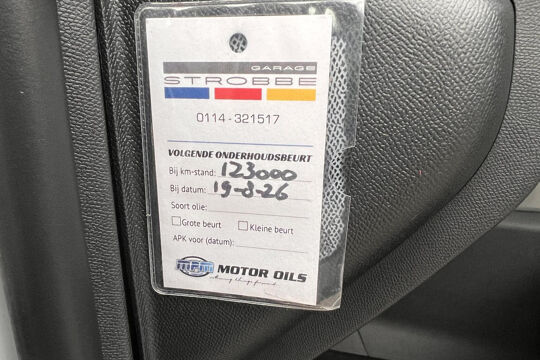 GARAGE
STROBBE
0114-321517
VOLGENDE ONDERHOUDSBEURT
Bij km-stand: 123000
Bij datum: 19-8-26
Soort olie:
Grote beurt Kleine beurt
APK voor (datum):
MOTOR OILS